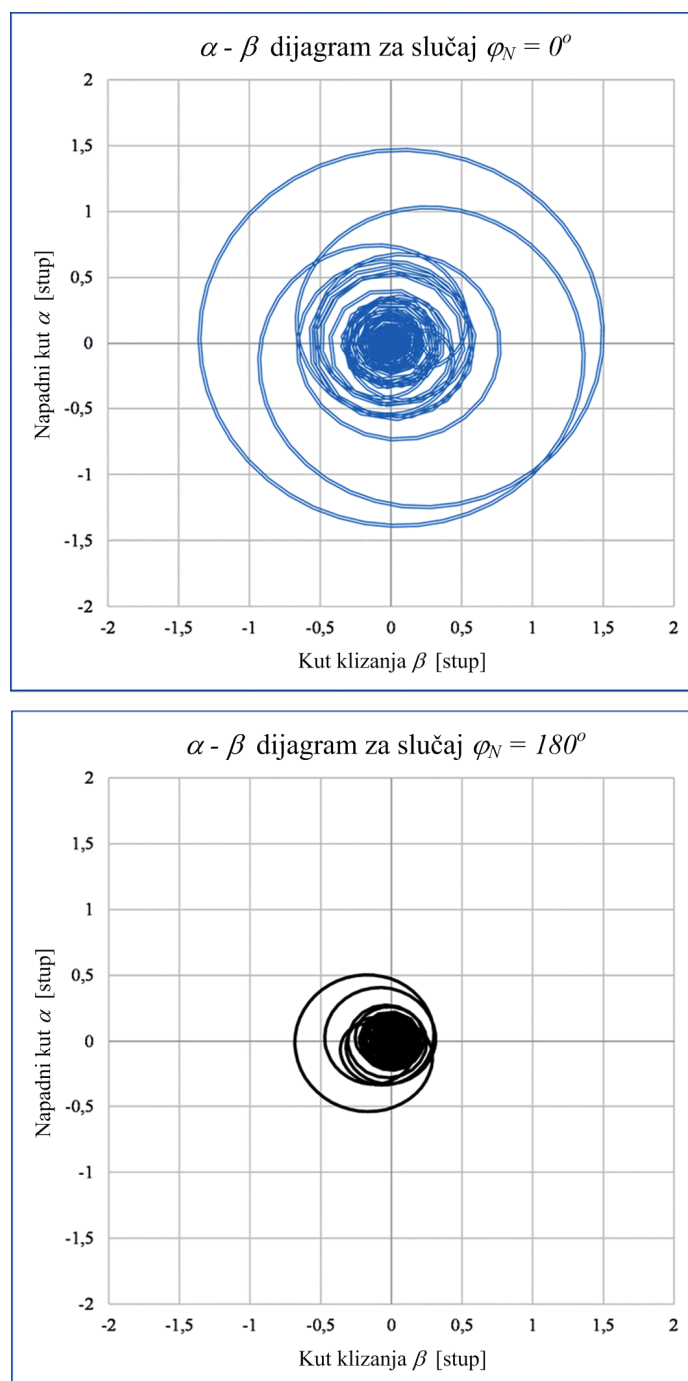 α - β dijagram za slučaj φN = 0o
2
1,5
1
0,5
0
-0,5
-1
-1,5
-2
Napadni kut α [stup]
-2 -1,5 -1 -0,5 0 0,5 1 1,5 2
Kut klizanja β [stup]
α - β dijagram za slučaj φN = 180o
2
1,5
1
0,5
0
-0,5
-1
-1,5
-2
Napadni kut α [stup]
-2 -1,5 -1 -0,5 0 0,5 1 1,5 2
Kut klizanja β [stup]